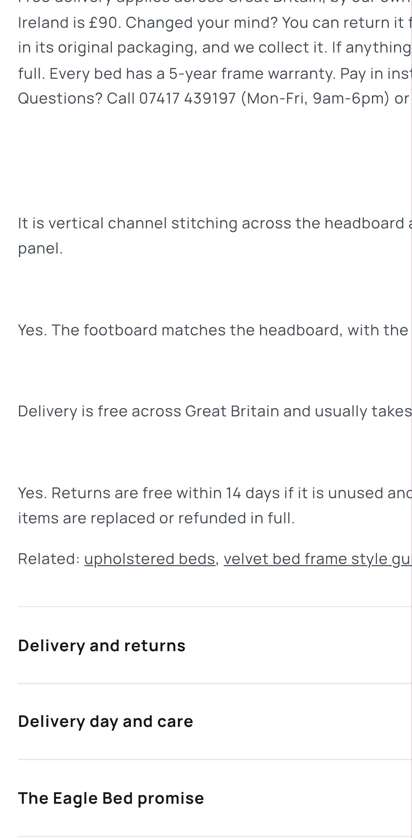 Ireland is £90. Changed your mind? You can return it
in its original packaging, and we collect it. If anything
full. Every bed has a 5-year frame warranty. Pay in
Questions? Call 07417 439197 (Mon-Fri, 9am-6pm) or
It is vertical channel stitching across the headboard
panel.
Yes. The footboard matches the headboard, with the
Delivery is free across Great Britain and usually takes
Yes. Returns are free within 14 days if it is unused and
items are replaced or refunded in full.
Related: upholstered beds, velvet bed frame style
Delivery and returns
Delivery day and care
The Eagle Bed promise